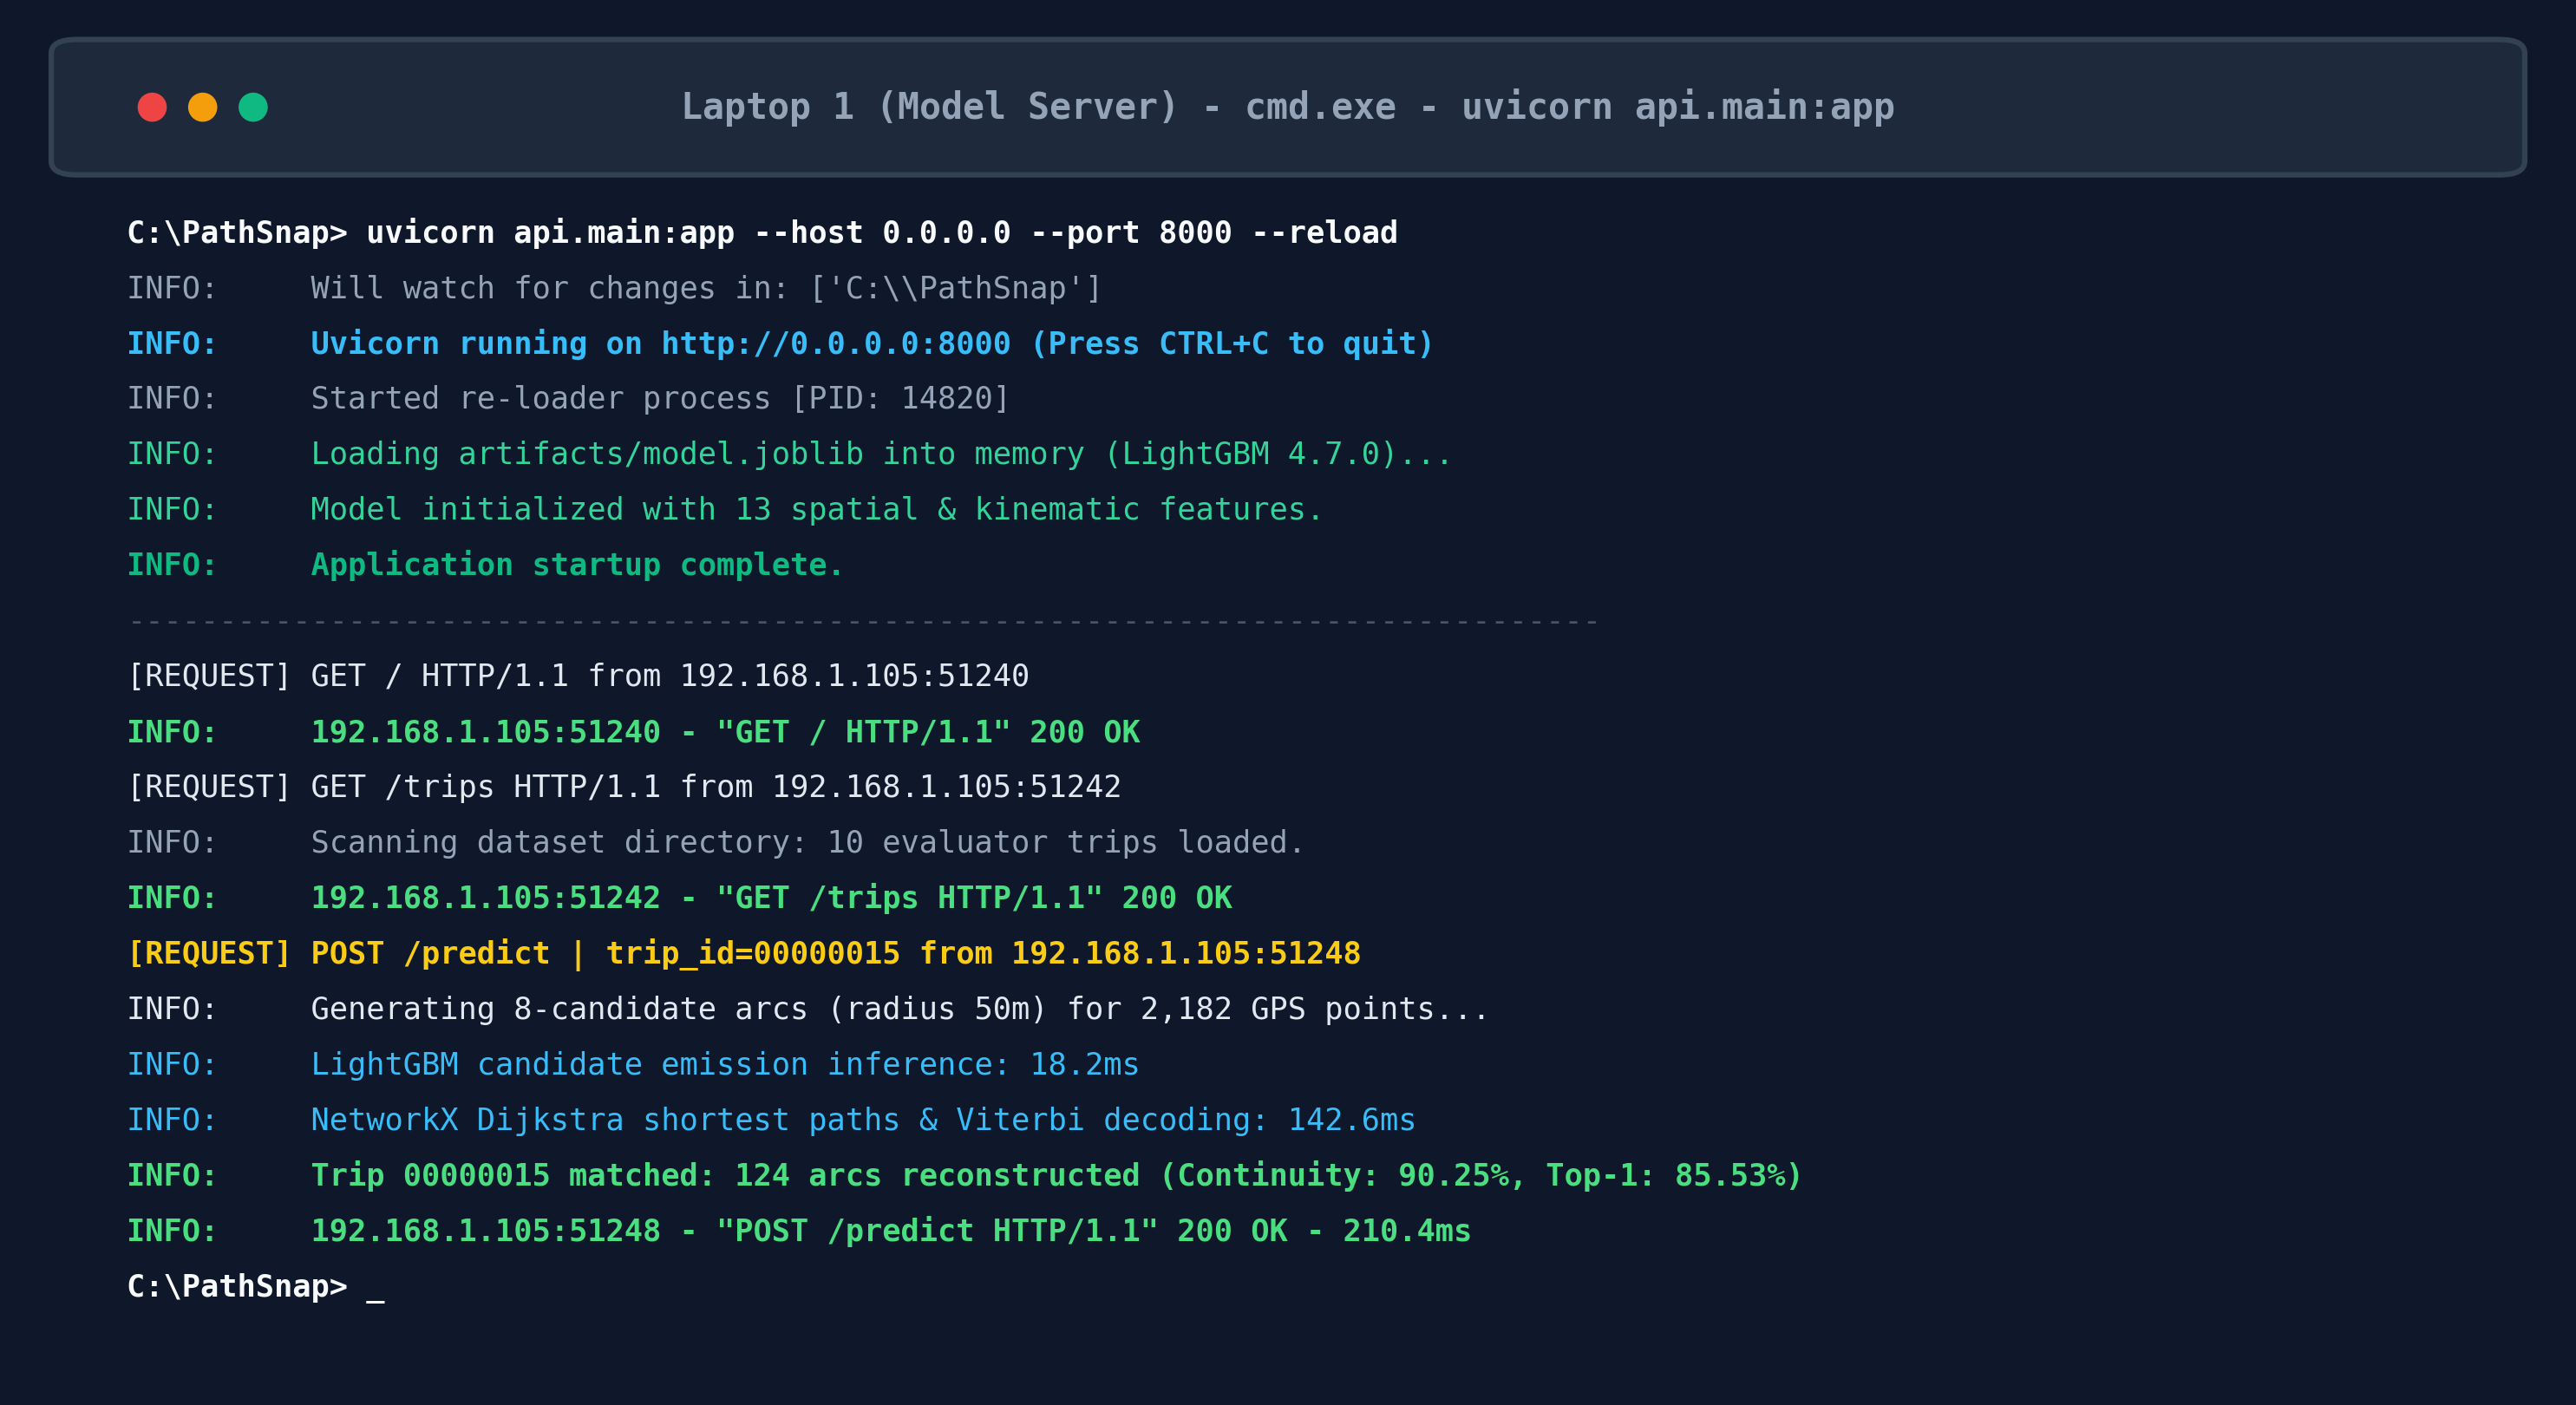 Laptop 1 (Model Server) - cmd.exe - uvicorn api.main:app
C:\PathSnap> uvicorn api.main:app --host 0.0.0.0 --port 8000 --reload
INFO:     Will watch for changes in: ['C:\\PathSnap']
INFO:     Uvicorn running on http://0.0.0.0:8000 (Press CTRL+C to quit)
INFO:     Started re-loader process [PID: 14820]
INFO:     Loading artifacts/model.joblib into memory (LightGBM 4.7.0)...
INFO:     Model initialized with 13 spatial & kinematic features.
INFO:     Application startup complete.
--------------------------------------------------------------------------------
[REQUEST] GET / HTTP/1.1 from 192.168.1.105:51240
INFO:     192.168.1.105:51240 - "GET / HTTP/1.1" 200 OK
[REQUEST] GET /trips HTTP/1.1 from 192.168.1.105:51242
INFO:     Scanning dataset directory: 10 evaluator trips loaded.
INFO:     192.168.1.105:51242 - "GET /trips HTTP/1.1" 200 OK
[REQUEST] POST /predict | trip_id=00000015 from 192.168.1.105:51248
INFO:     Generating 8-candidate arcs (radius 50m) for 2,182 GPS points...
INFO:     LightGBM candidate emission inference: 18.2ms
INFO:     NetworkX Dijkstra shortest paths & Viterbi decoding: 142.6ms
INFO:     Trip 00000015 matched: 124 arcs reconstructed (Continuity: 90.25%, Top-1: 85.53%)
INFO:     192.168.1.105:51248 - "POST /predict HTTP/1.1" 200 OK - 210.4ms
C:\PathSnap> _